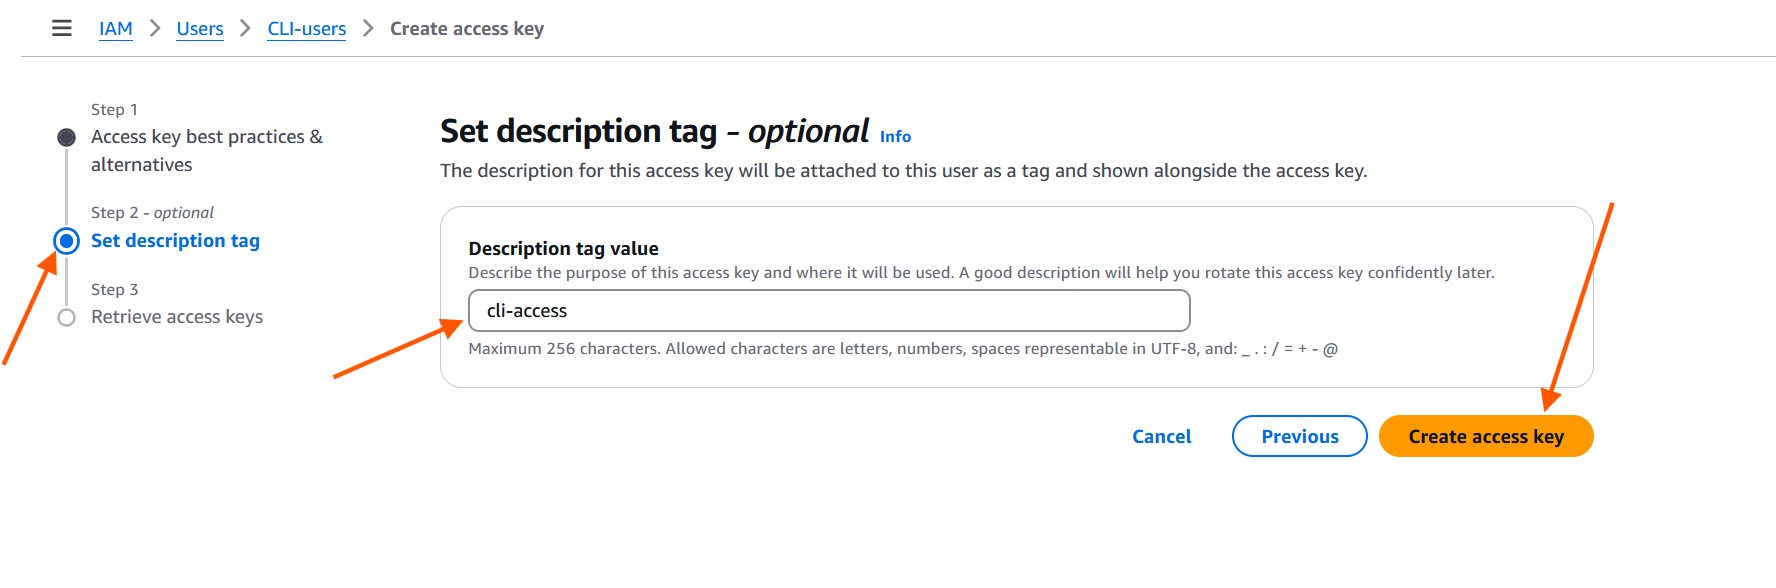 IAM > Users > CLI-users > Create access key
Step 1
Access key best practices &
alternatives
Step 2 - optional
Set description tag
Step 3
Retrieve access keys
Set description tag - optional Info
The description for this access key will be attached to this user as a tag and shown alongside the access key.
Description tag value
Describe the purpose of this access key and where it will be used. A good description will help you rotate this access key confidently later.
cli-access
Maximum 256 characters. Allowed characters are letters, numbers, spaces representable in UTF-8, and: _ . : / = + - @
Cancel Previous Create access key